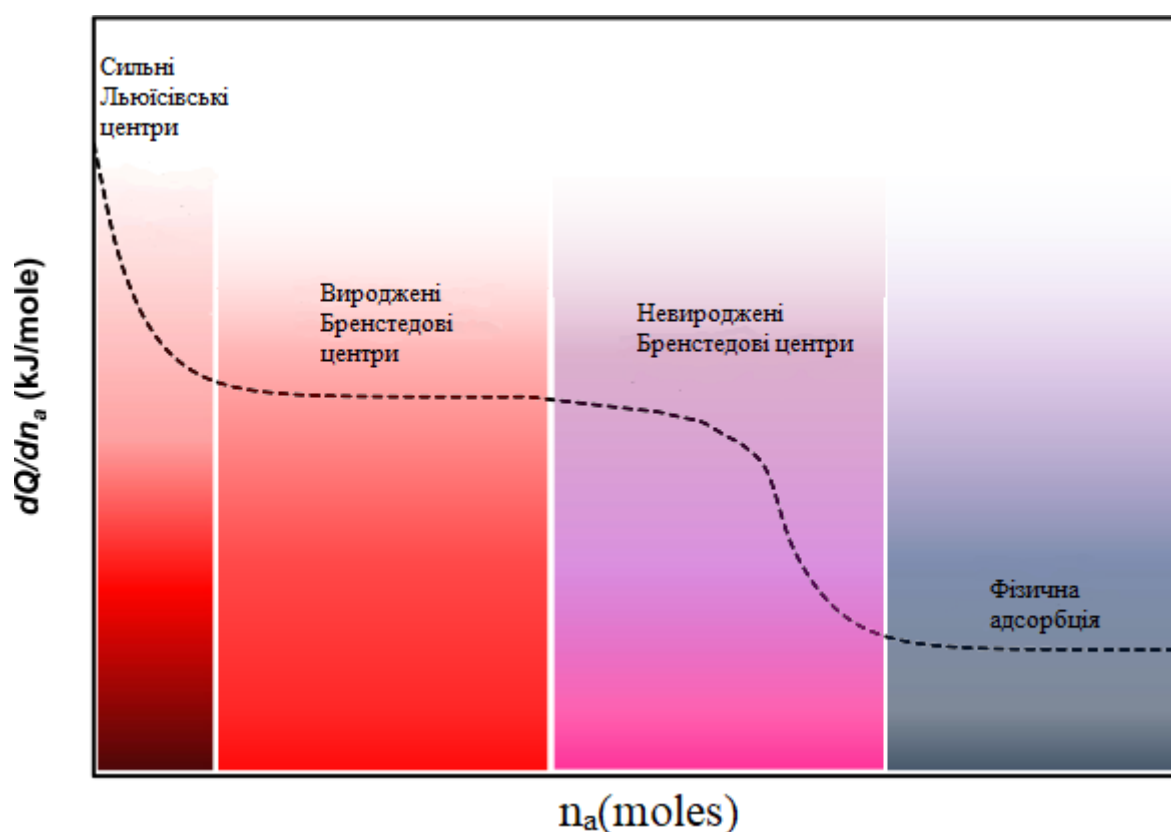 Сильні
Льюїсівські
центри
Вироджені
Бренстедові
центри
Невироджені
Бренстедові центри
Фізична
адсорбція
dQ/dnₐ (kJ/mole)
nₐ(moles)